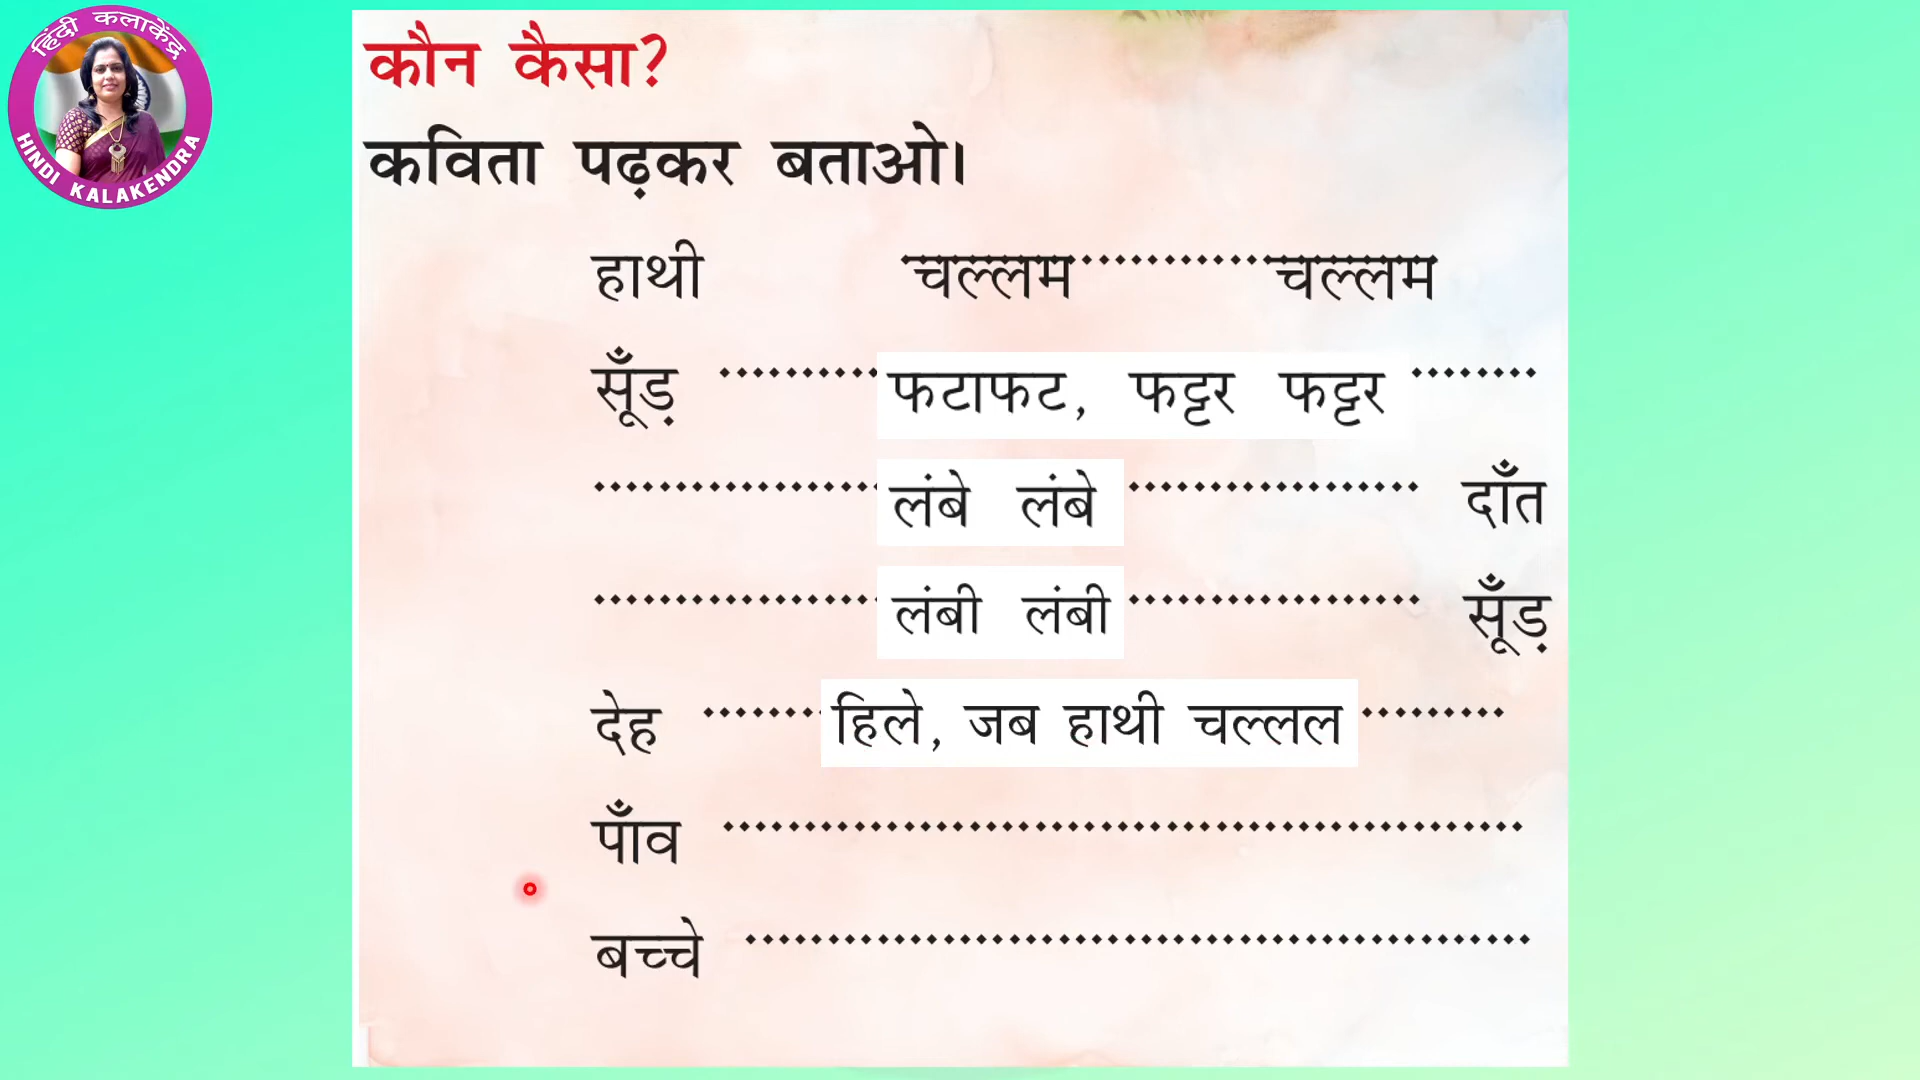 हिंदी कलाकेंद्र
HINDI KALAKENDRA
कौन कैसा?
कविता पढ़कर बताओ।
हाथी चल्लम चल्लम
सूँड़ फटाफट, फट्टर फट्टर
लंबे लंबे दाँत
लंबी लंबी सूँड़
देह हिले, जब हाथी चल्लल
पाँव
बच्चे